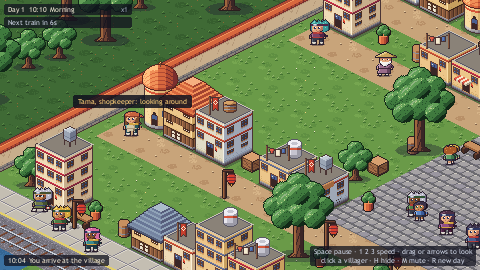 Day 1 10:10 Morning x1
Next train in 6s
Tama, shopkeeper: looking around
10:04 You arrive at the village
Space pause · 1 2 3 speed · drag or arrows to look
click a villager · H hide · M mute · R new day